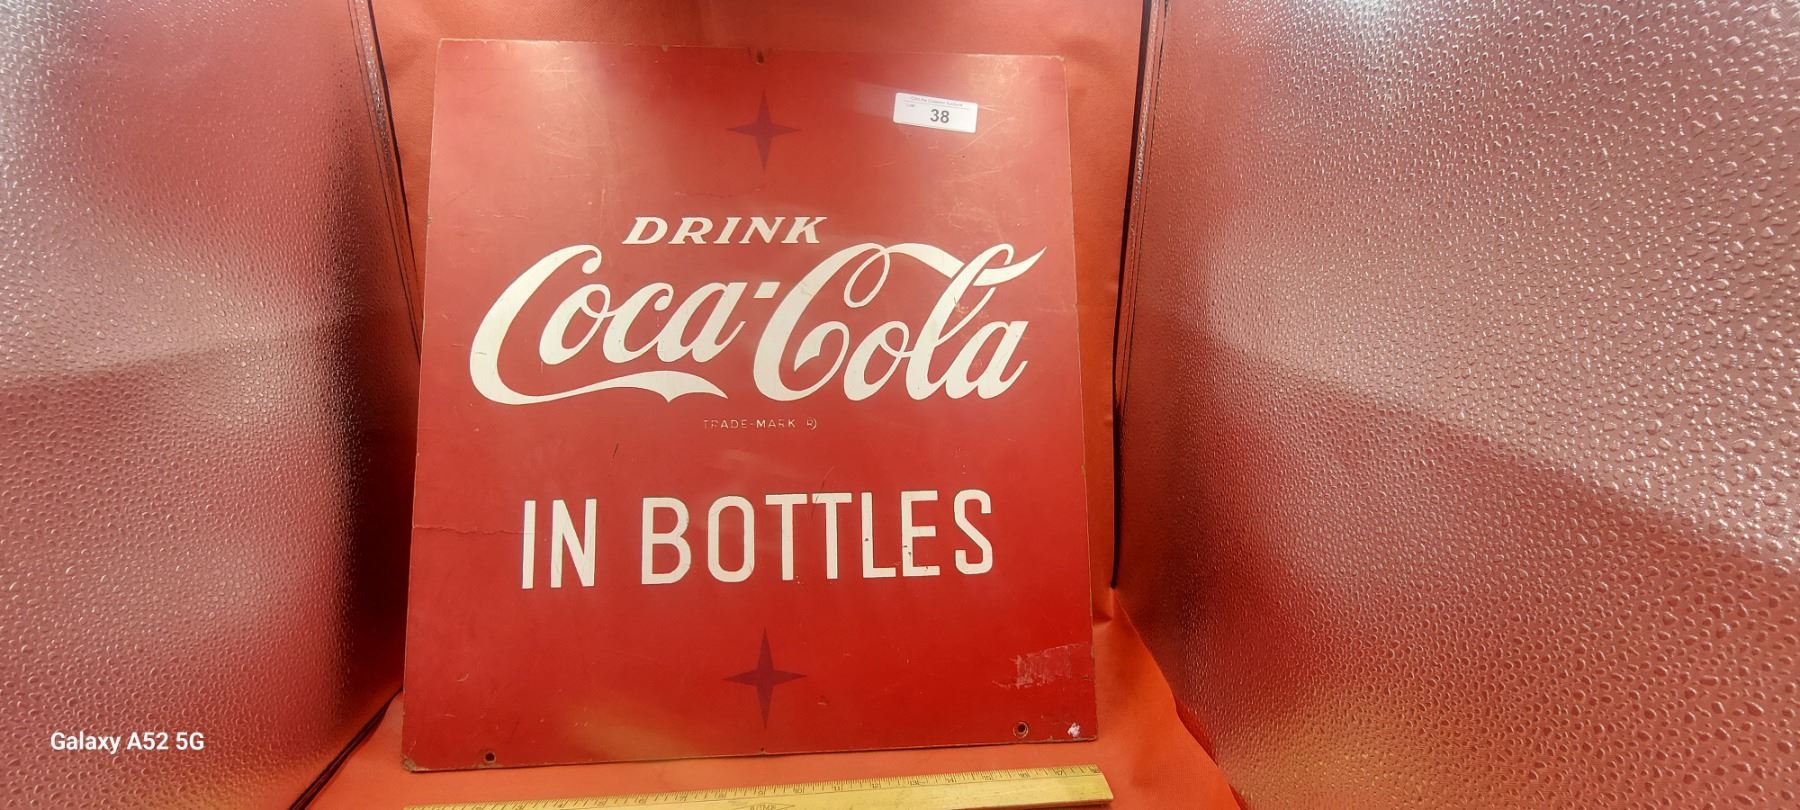 38
DRINK
Coca-Cola
TRADE-MARK ®
IN BOTTLES
Galaxy A52 5G